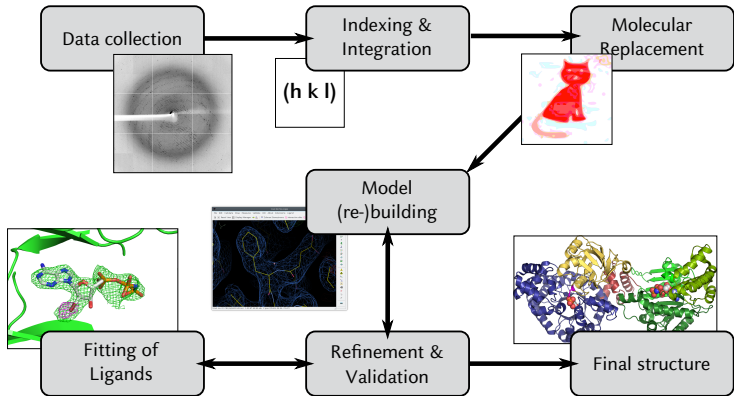 Data collection
Indexing &
Integration
Molecular
Replacement
(h k l)
Model
(re-)building
Fitting of
Ligands
Refinement &
Validation
Final structure